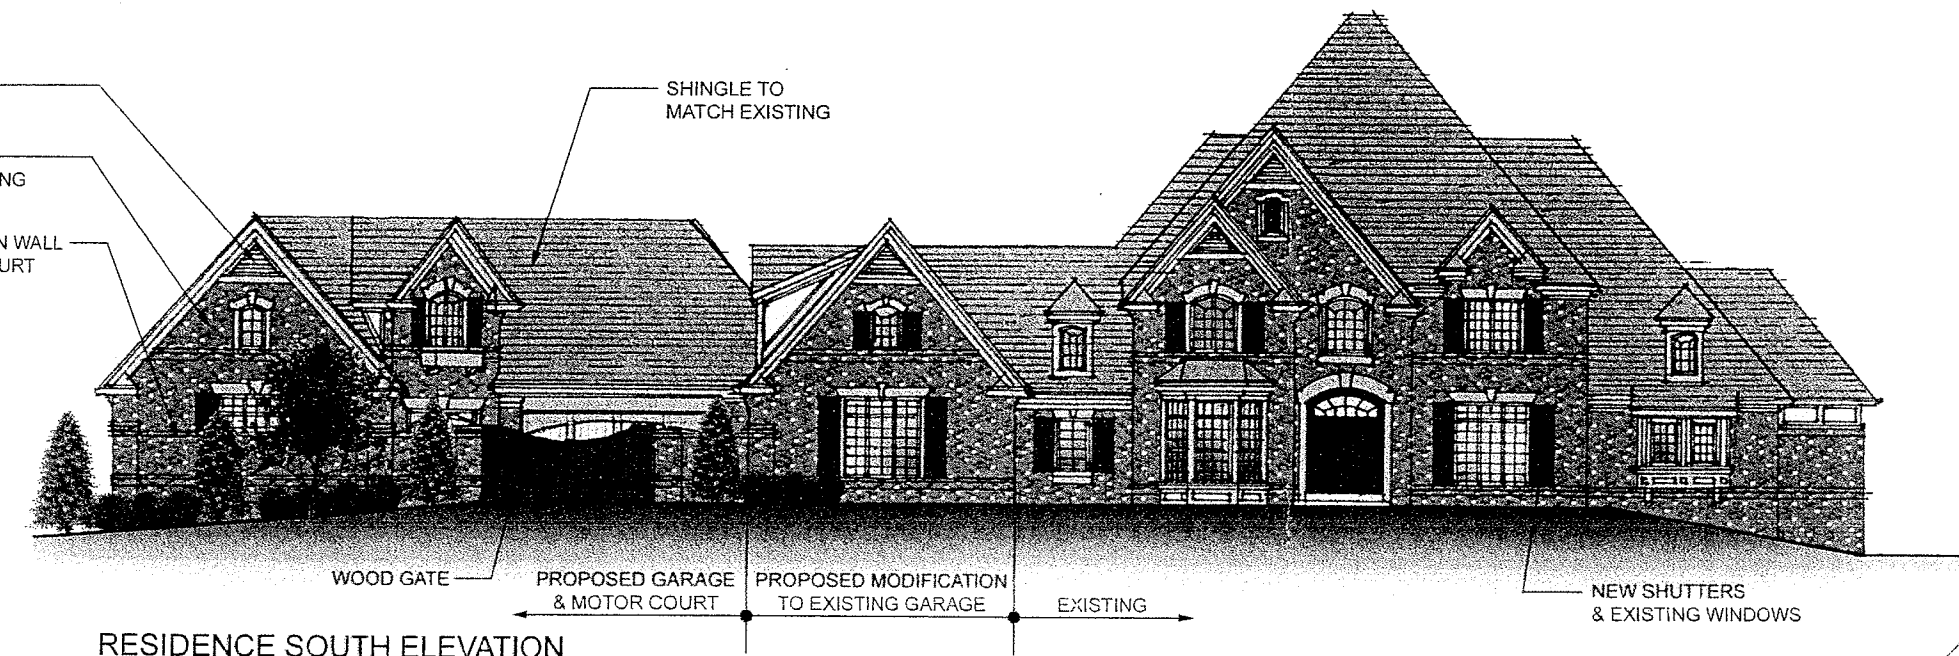 SHINGLE TO
MATCH EXISTING
NG
N WALL
URT
WOOD GATE
PROPOSED GARAGE
& MOTOR COURT
PROPOSED MODIFICATION
TO EXISTING GARAGE
EXISTING
NEW SHUTTERS
& EXISTING WINDOWS
RESIDENCE SOUTH ELEVATION